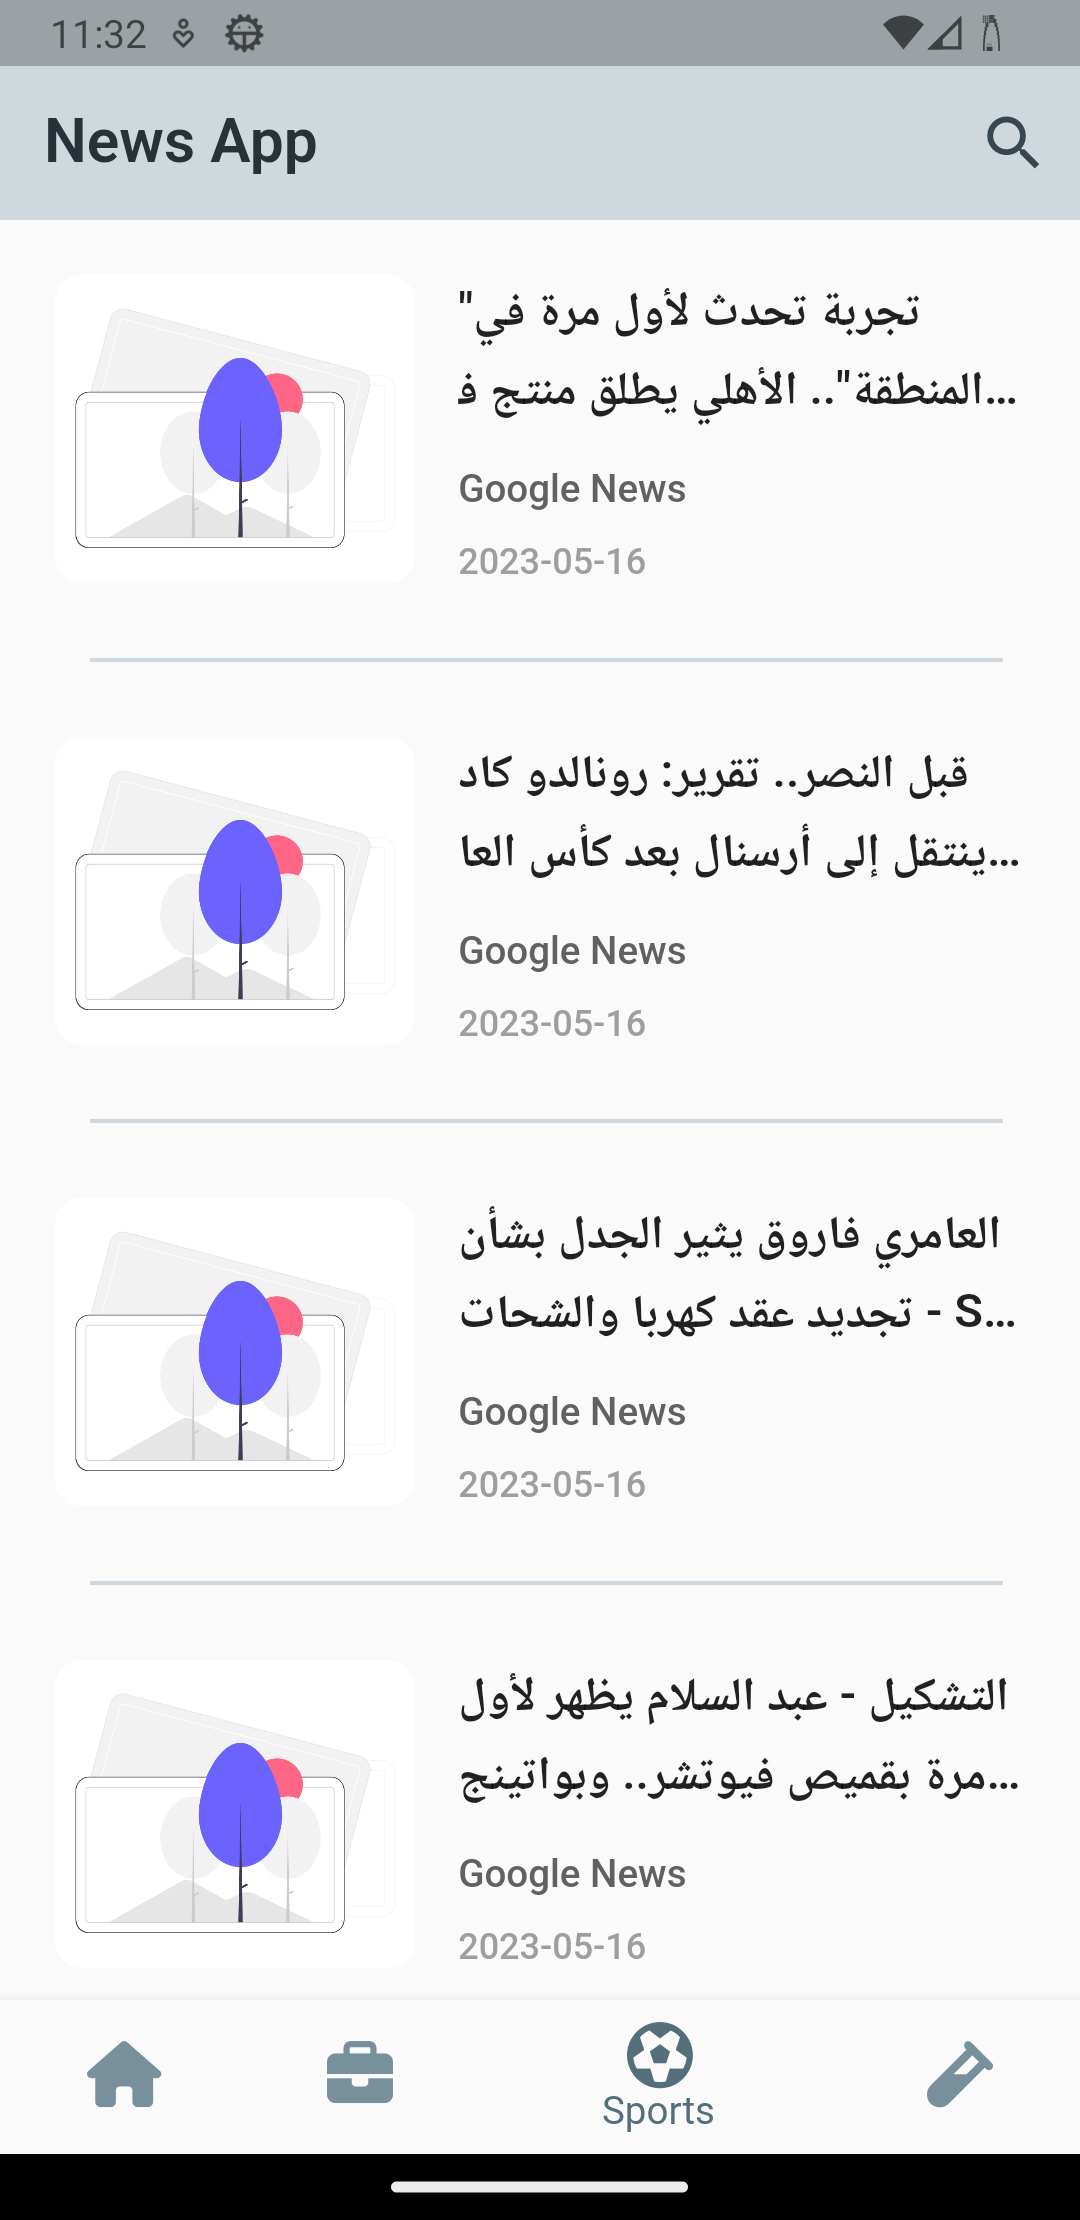 11:32
News App
"تجربة تحدث لأول مرة في
المنطقة".. الأهلي يطلق منتج ف...
Google News
2023-05-16
قبل النصر.. تقرير: رونالدو كاد
ينتقل إلى أرسنال بعد كأس العا...
Google News
2023-05-16
العامري فاروق يثير الجدل بشأن
تجديد عقد كهربا والشحات - S...
Google News
2023-05-16
التشكيل - عبد السلام يظهر لأول
مرة بقميص فيوتشر.. وبواتينج...
Google News
2023-05-16
Sports